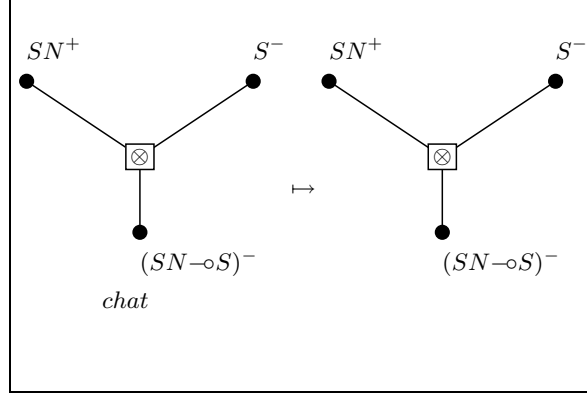 SN⁺ S⁻ SN⁺ S⁻
⊗ ⊗
↦
(SN⊸S)⁻ (SN⊸S)⁻
chat